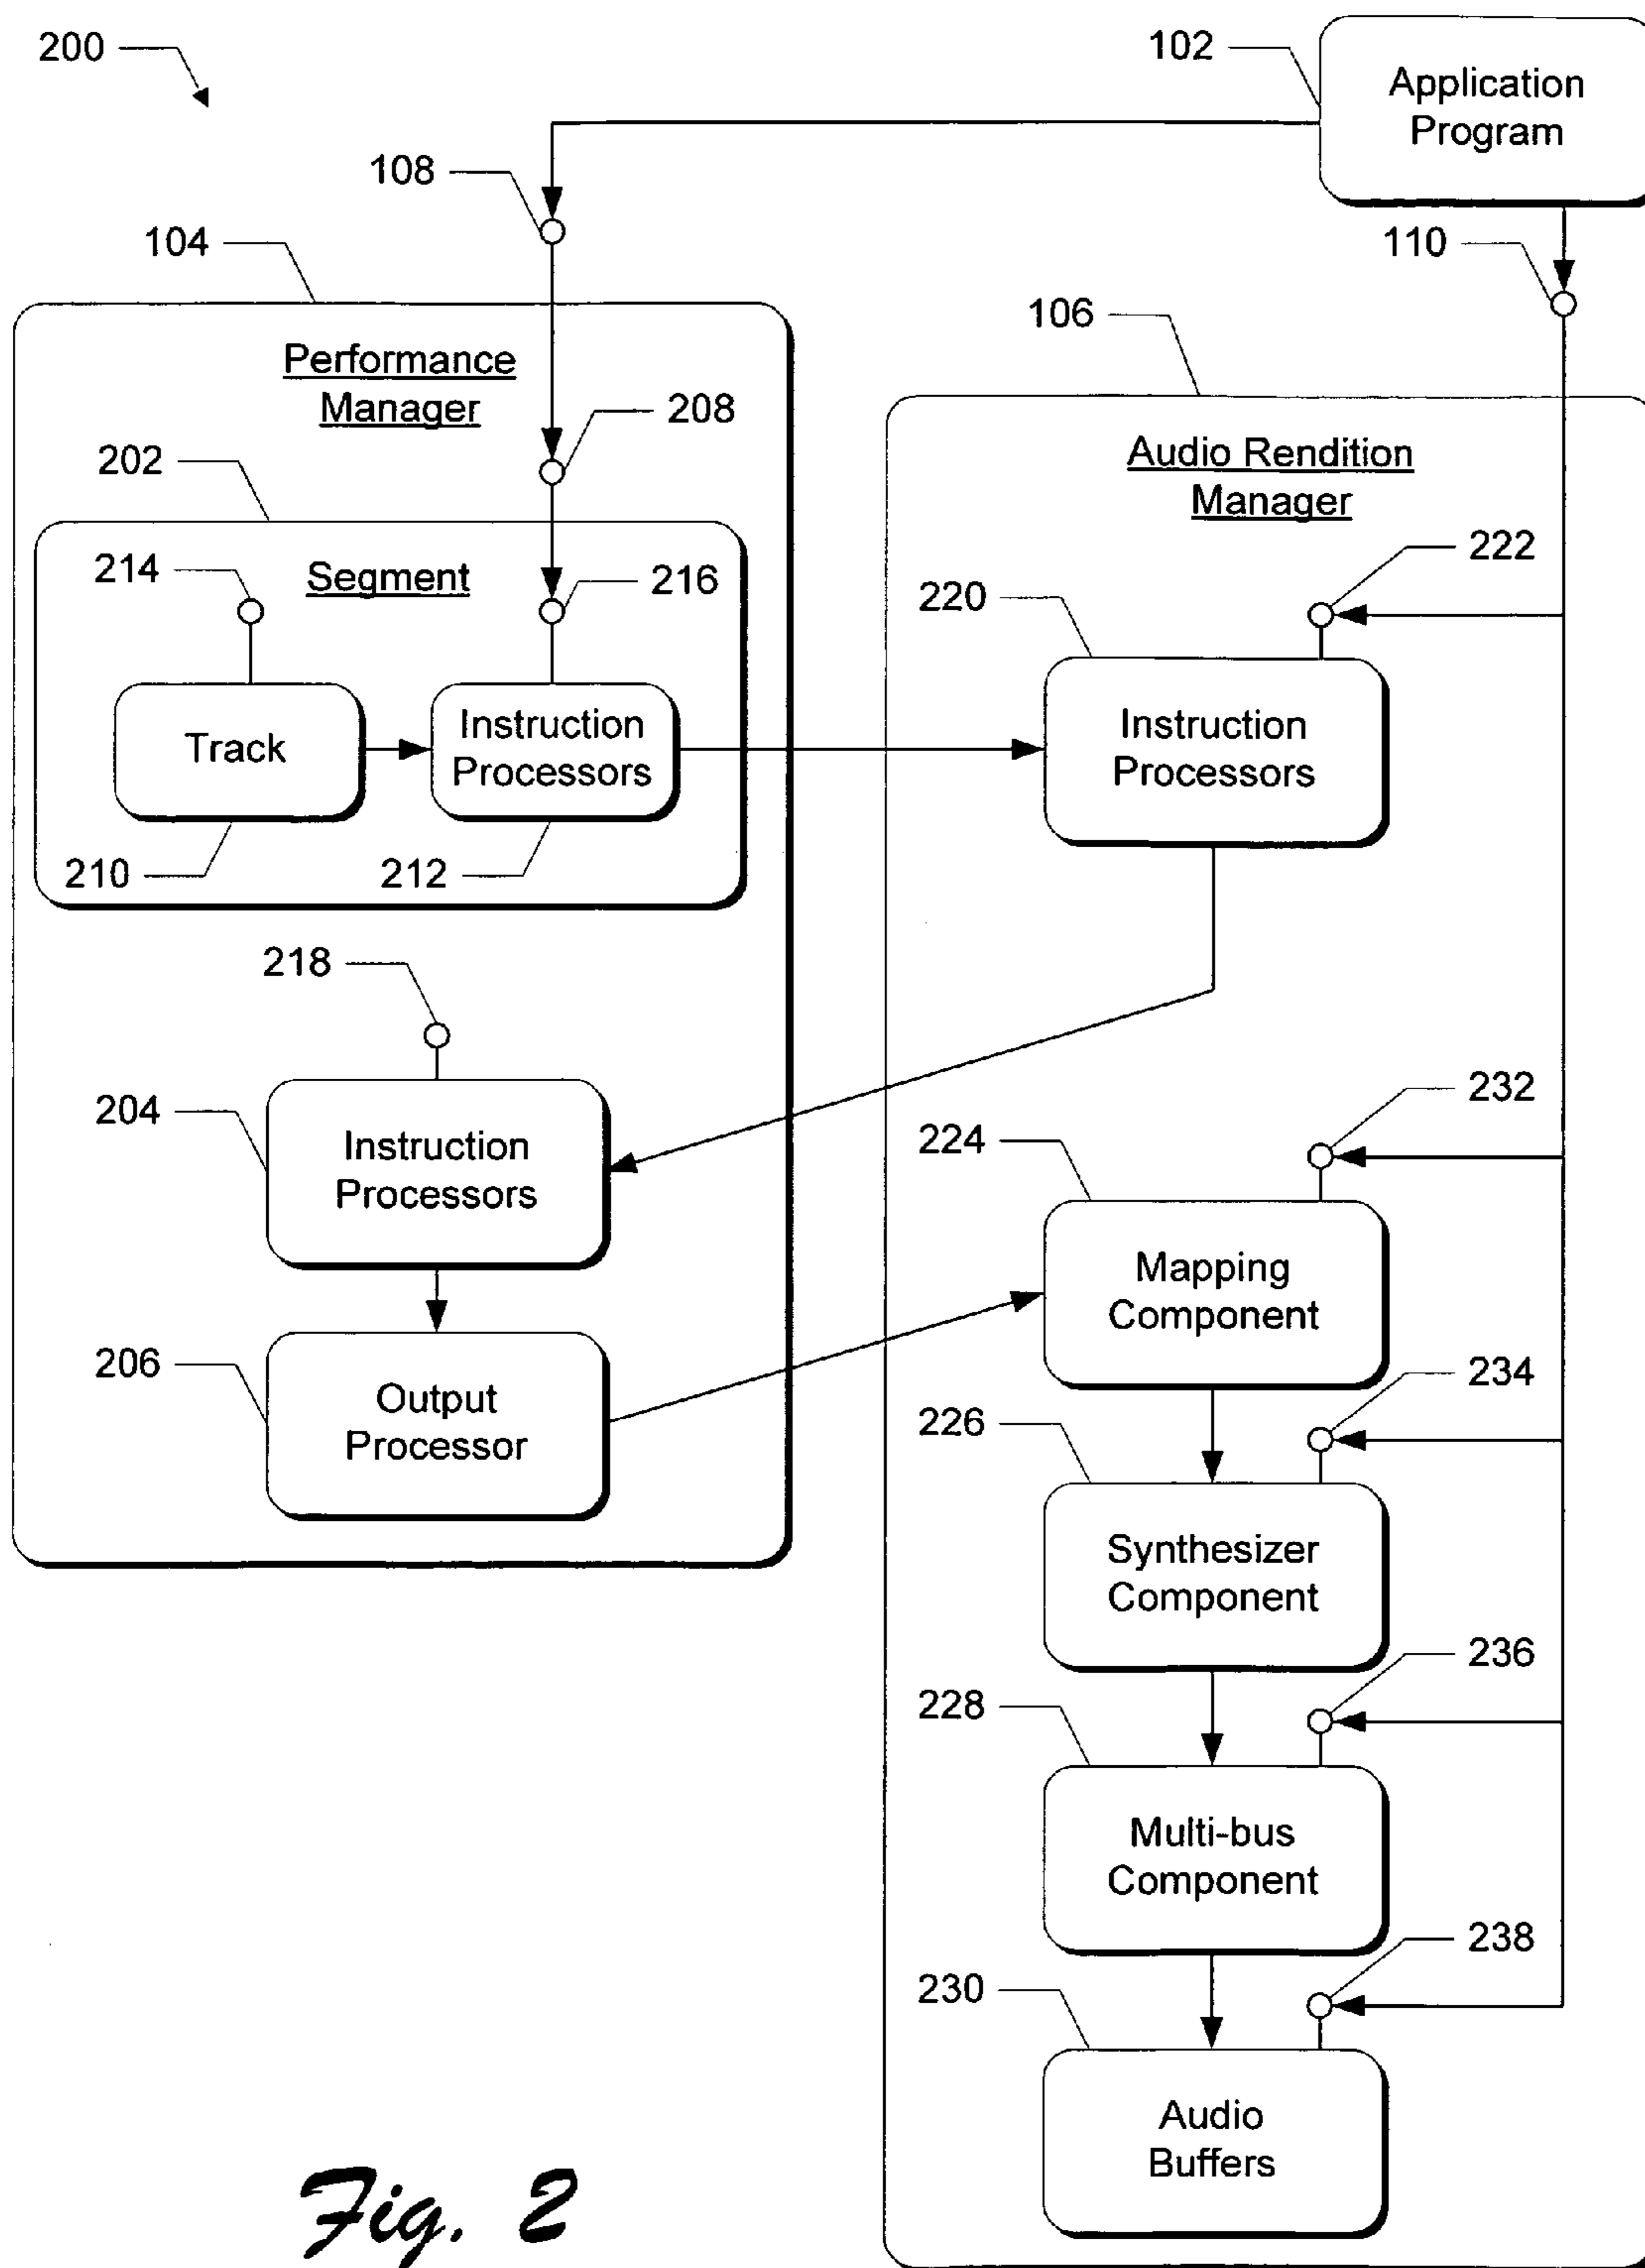 200
102
Application
Program
108
104
110
106
Performance
Manager
208
Audio Rendition
Manager
202
214
Segment
216
222
220
Track
Instruction
Processors
Instruction
Processors
210
212
218
204
Instruction
Processors
232
224
Mapping
Component
206
Output
Processor
234
226
Synthesizer
Component
236
228
Multi-bus
Component
238
230
Audio
Buffers
Fig. 2